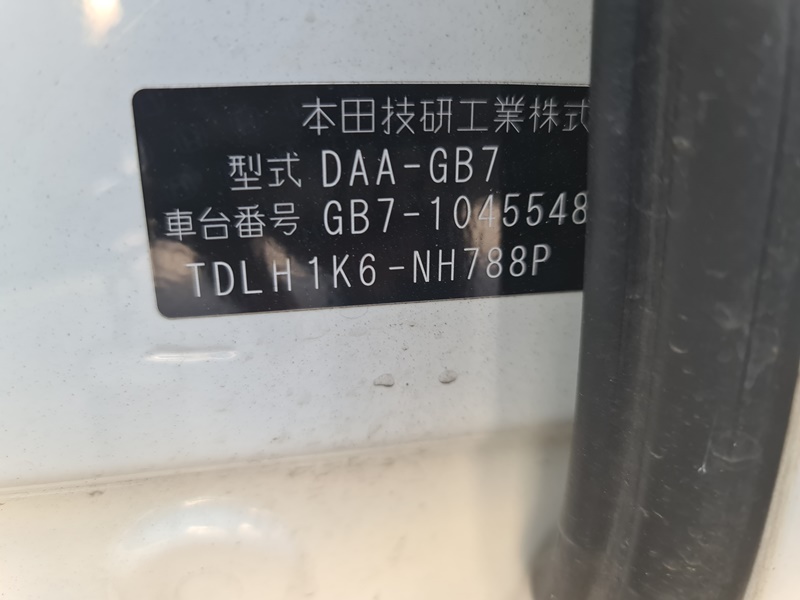 本田技研工業株式
型式 DAA-GB7
車台番号 GB7-1045548
TDLH1K6-NH788P